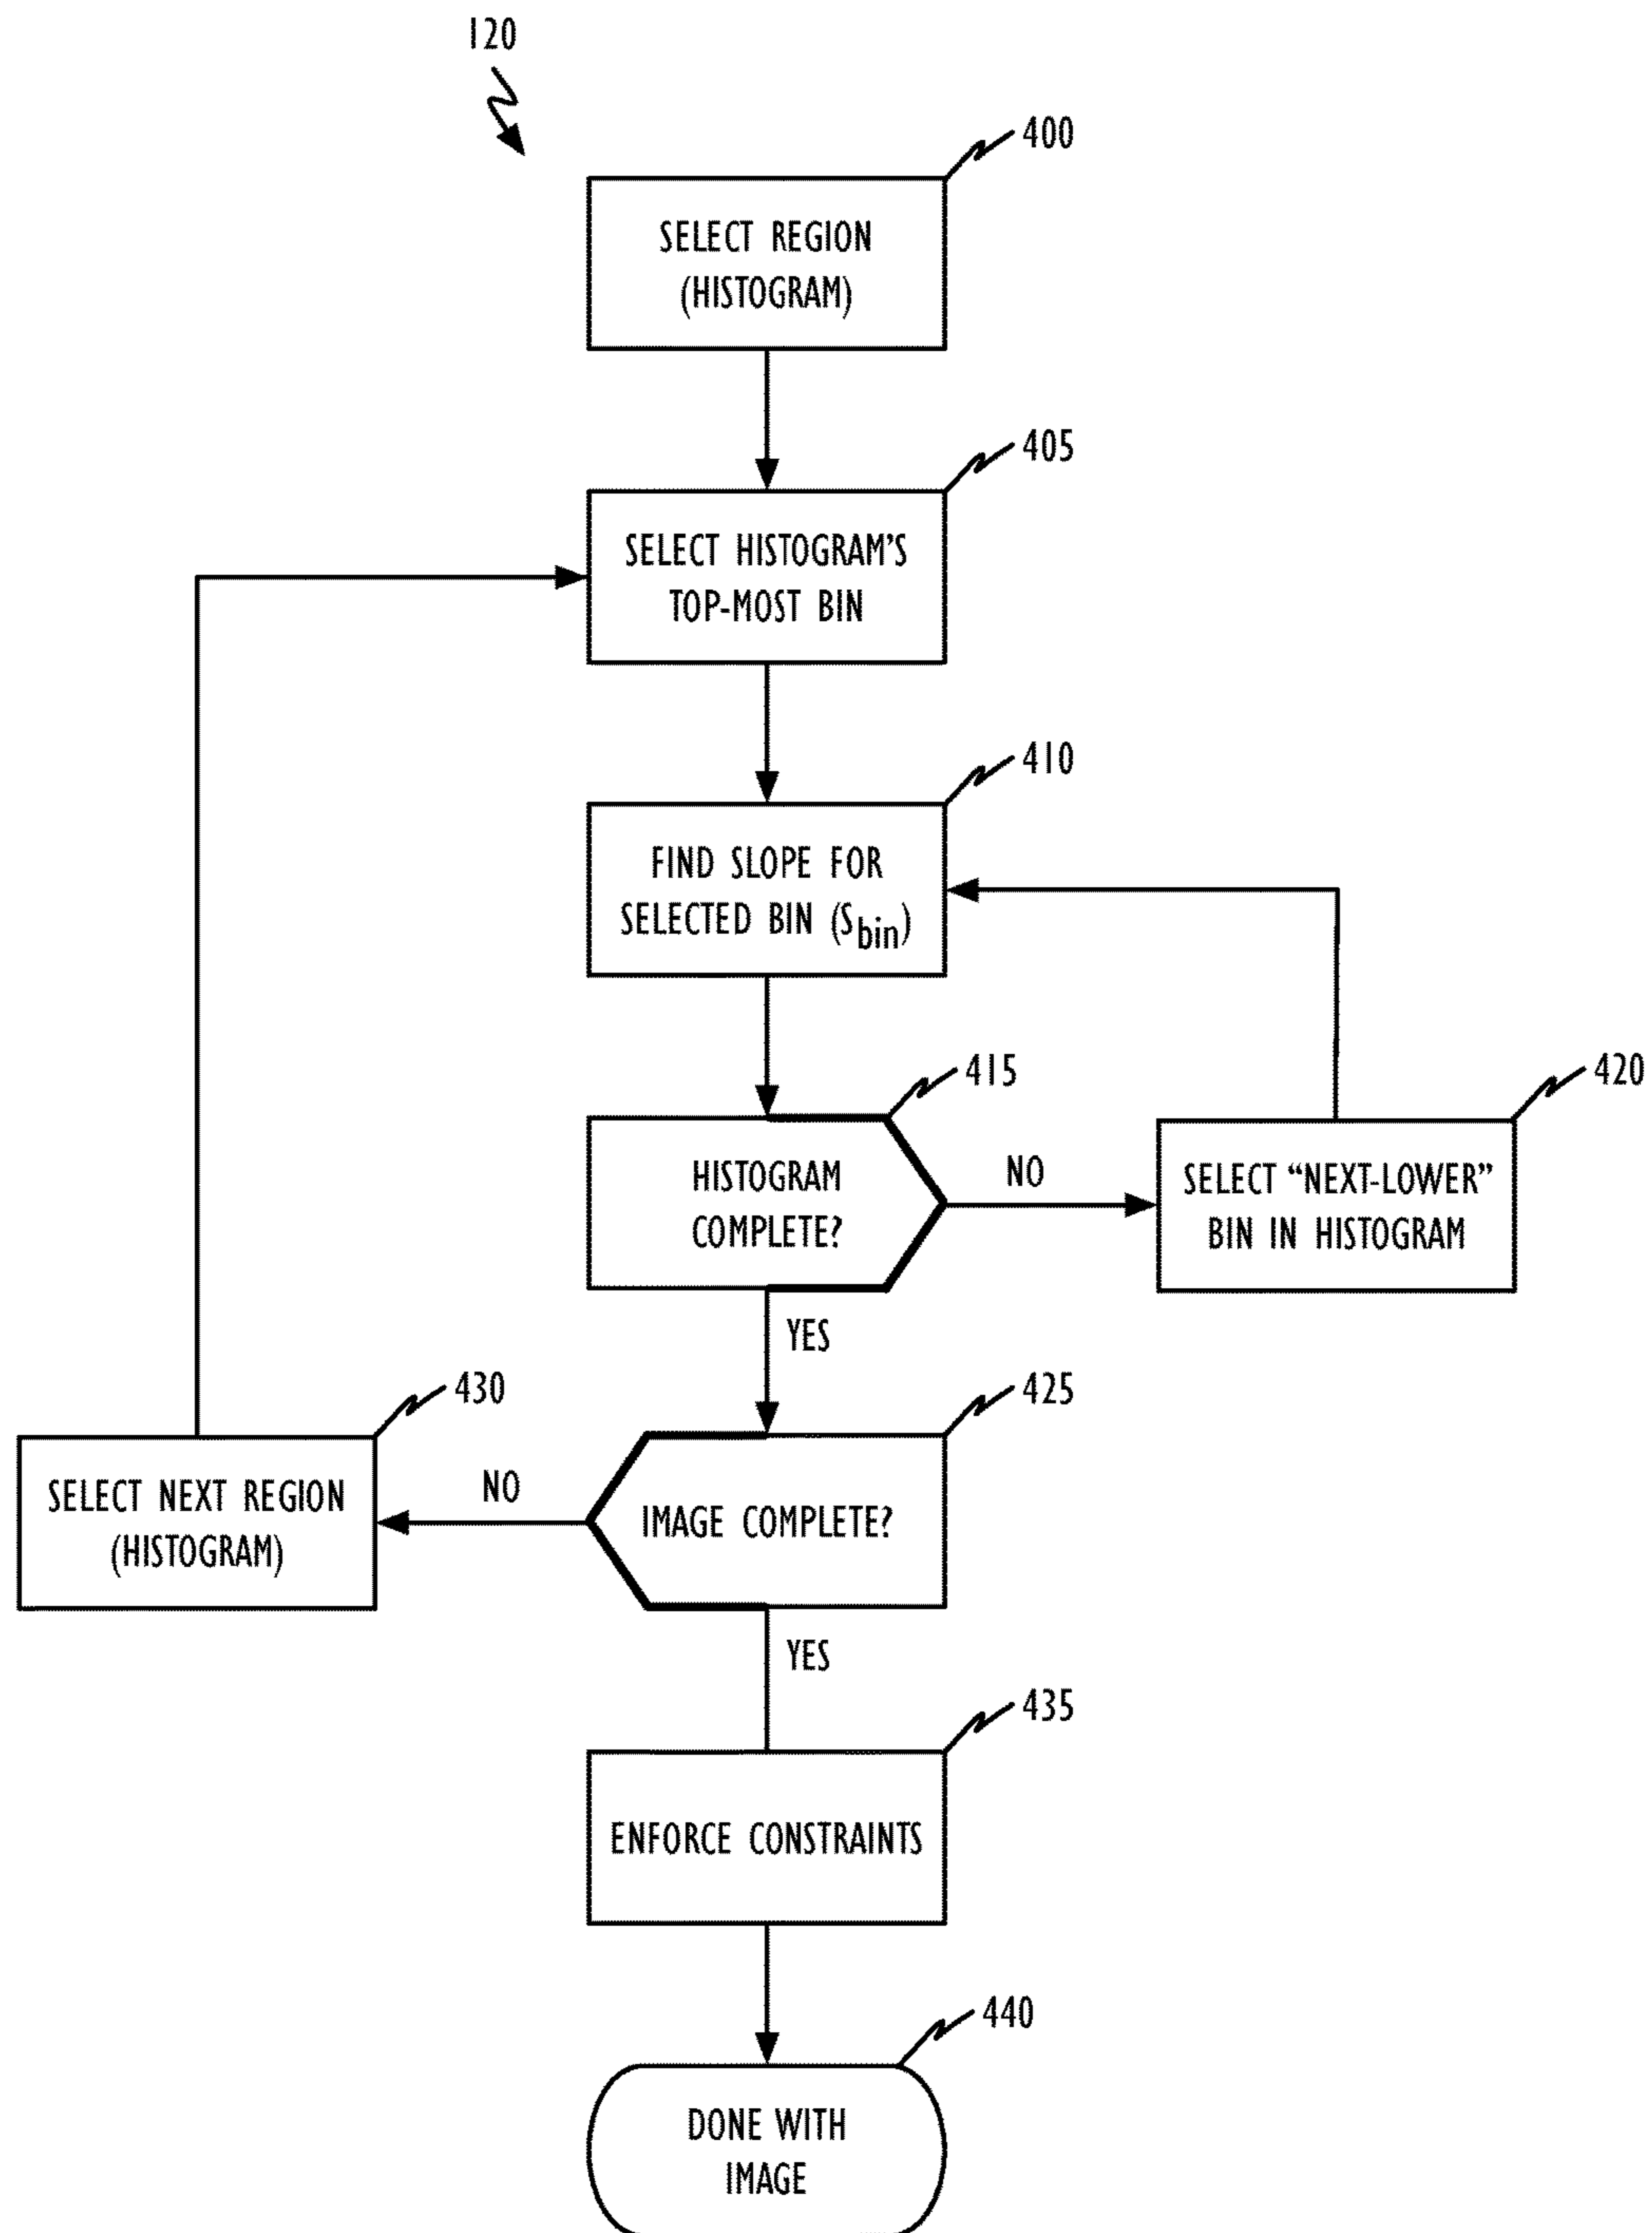 120
400
SELECT REGION
(HISTOGRAM)
405
SELECT HISTOGRAM'S
TOP-MOST BIN
410
FIND SLOPE FOR
SELECTED BIN (Sbin)
415
HISTOGRAM
COMPLETE?
NO
420
SELECT “NEXT-LOWER”
BIN IN HISTOGRAM
YES
425
IMAGE COMPLETE?
NO
430
SELECT NEXT REGION
(HISTOGRAM)
YES
435
ENFORCE CONSTRAINTS
440
DONE WITH
IMAGE